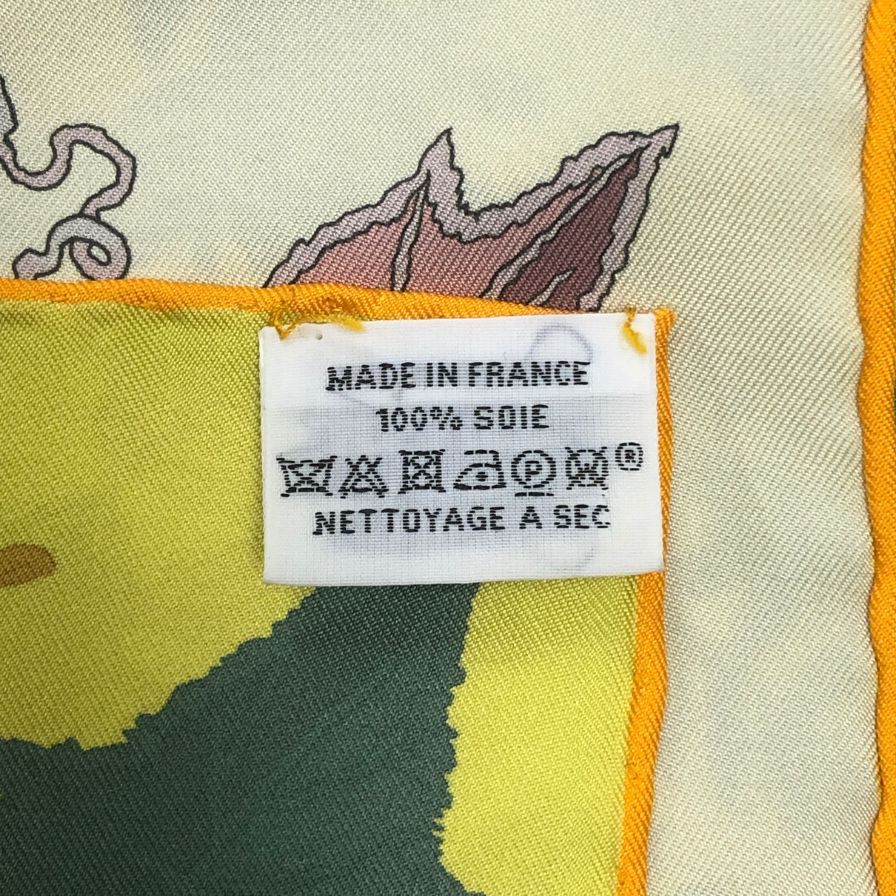 MADE IN FRANCE
100% SOIE
P ®
NETTOYAGE A SEC